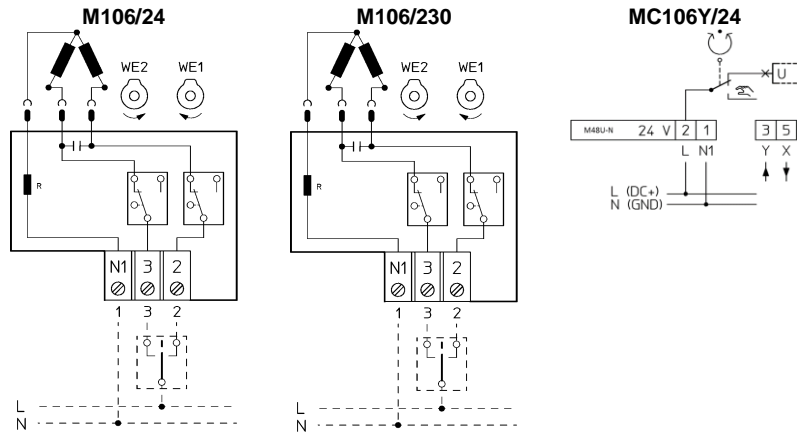 M106/24
M106/230
MC106Y/24
WE2 WE1
R
N1 3 2
1 3 2
L
N
WE2 WE1
R
N1 3 2
1 3 2
L
N
U
M48U-N 24 V 2 1 3 5
L N1 Y X
L (DC+)
N (GND)